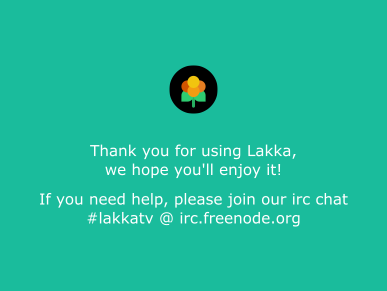 Thank you for using Lakka,
we hope you'll enjoy it!
If you need help, please join our irc chat
#lakkatv @ irc.freenode.org